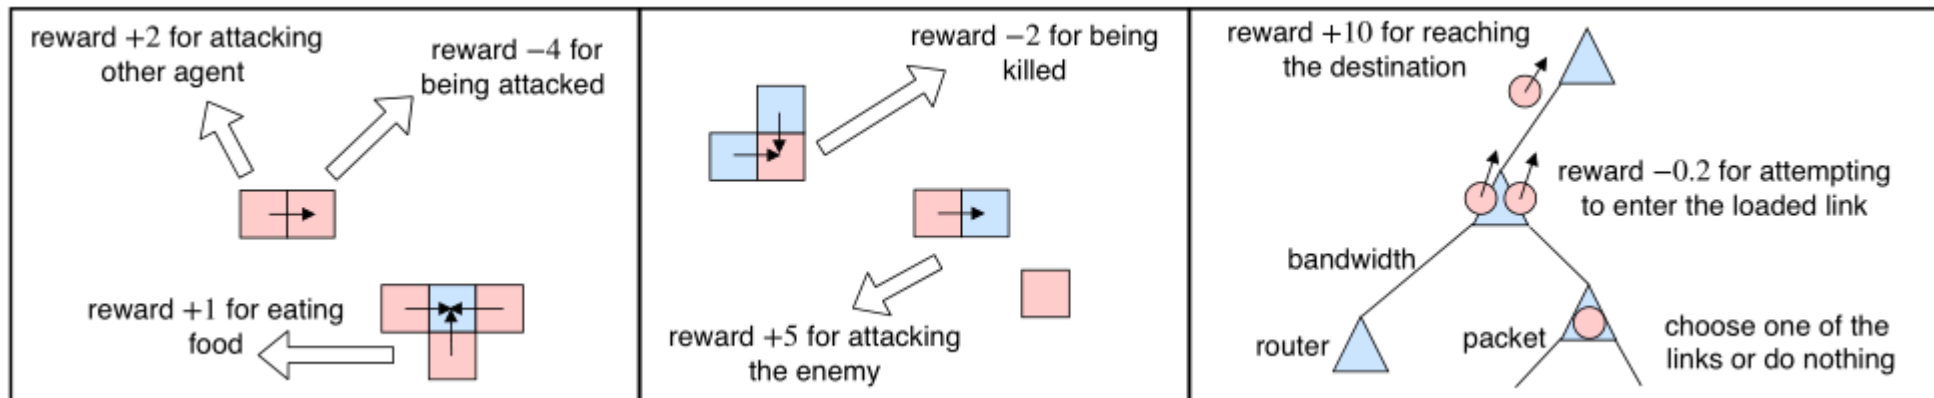 reward +2 for attacking
other agent
reward −4 for
being attacked
reward +1 for eating
food
reward −2 for being
killed
reward +5 for attacking
the enemy
reward +10 for reaching
the destination
reward −0.2 for attempting
to enter the loaded link
bandwidth
router
packet
choose one of the
links or do nothing